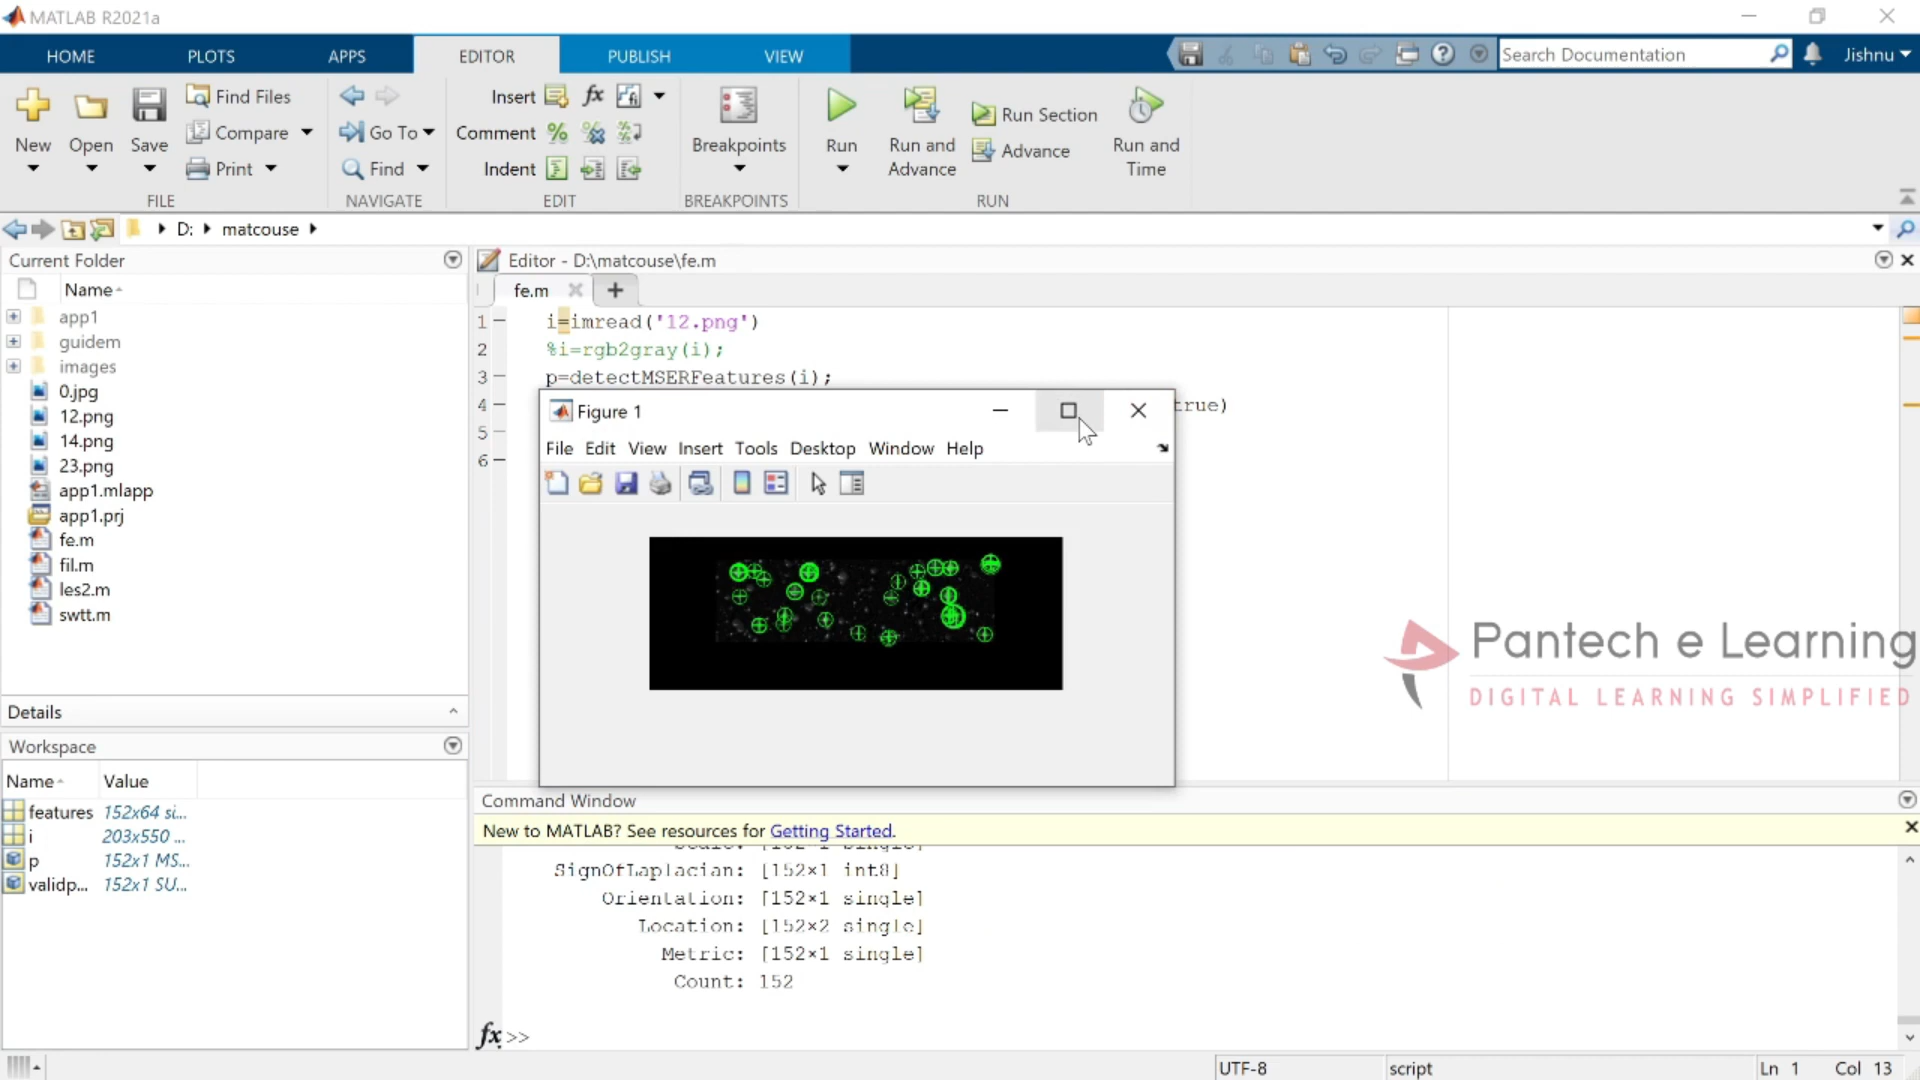 MATLAB R2021a
HOME PLOTS APPS EDITOR PUBLISH VIEW Search Documentation Jishnu
New Open Save Find Files Compare Print
FILE
Go To Find
NAVIGATE
Insert fx
Comment
Indent
EDIT
Breakpoints
BREAKPOINTS
Run Run and Advance Run Section Advance Run and Time
RUN
D: matcouse
Current Folder
Name
app1
guidem
images
0.jpg
12.png
14.png
23.png
app1.mlapp
app1.prj
fe.m
fil.m
les2.m
swtt.m
Details
Workspace
Name Value
features 152x64 si...
i 203x550 ...
p 152x1 MS...
validp... 152x1 SU...
Editor - D:\matcouse\fe.m
fe.m
1 i=imread('12.png')
2 %i=rgb2gray(i);
3 p=detectMSERFeatures(i);
4 true)
5
6
Figure 1
File Edit View Insert Tools Desktop Window Help
Pantech e Learning
DIGITAL LEARNING SIMPLIFIED
Command Window
New to MATLAB? See resources for Getting Started.
SignOfLaplacian: [152×1 int8]
Orientation: [152×1 single]
Location: [152×2 single]
Metric: [152×1 single]
Count: 152
fx >>
UTF-8 script Ln 1 Col 13